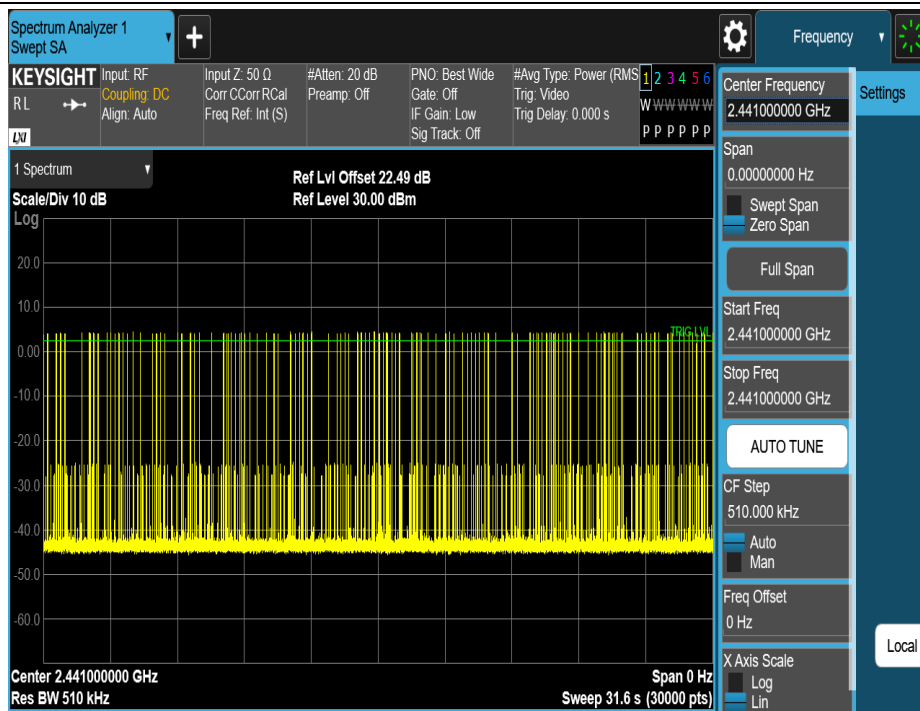 Spectrum Analyzer 1
Swept SA
Frequency
KEYSIGHT
RL
LXI
Input: RF
Coupling: DC
Align: Auto
Input Z: 50 Ω
Corr CCorr RCal
Freq Ref: Int (S)
#Atten: 20 dB
Preamp: Off
PNO: Best Wide
Gate: Off
IF Gain: Low
Sig Track: Off
#Avg Type: Power (RMS
Trig: Video
Trig Delay: 0.000 s
1 2 3 4 5 6
W W W W W W
P P P P P P
1 Spectrum
Scale/Div 10 dB
Ref Lvl Offset 22.49 dB
Ref Level 30.00 dBm
Log
20.0
10.0
0.00
-10.0
-20.0
-30.0
-40.0
-50.0
-60.0
TRIG LVL
Center 2.441000000 GHz
Res BW 510 kHz
Span 0 Hz
Sweep 31.6 s (30000 pts)
Center Frequency
2.441000000 GHz
Span
0.00000000 Hz
Swept Span
Zero Span
Full Span
Start Freq
2.441000000 GHz
Stop Freq
2.441000000 GHz
AUTO TUNE
CF Step
510.000 kHz
Auto
Man
Freq Offset
0 Hz
X Axis Scale
Log
Lin
Settings
Local